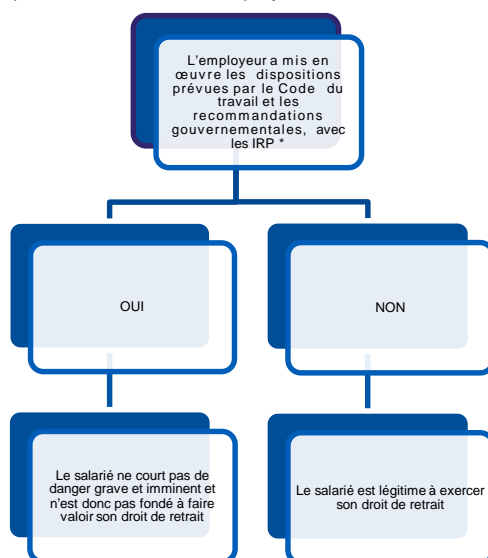 L'employeur a mis en
œuvre les dispositions
prévues par le Code du
travail et les
recommandations
gouvernementales, avec
les IRP *
OUI
NON
Le salarié ne court pas de
danger grave et imminent et
n'est donc pas fondé à faire
valoir son droit de retrait
Le salarié est légitime à exercer
son droit de retrait